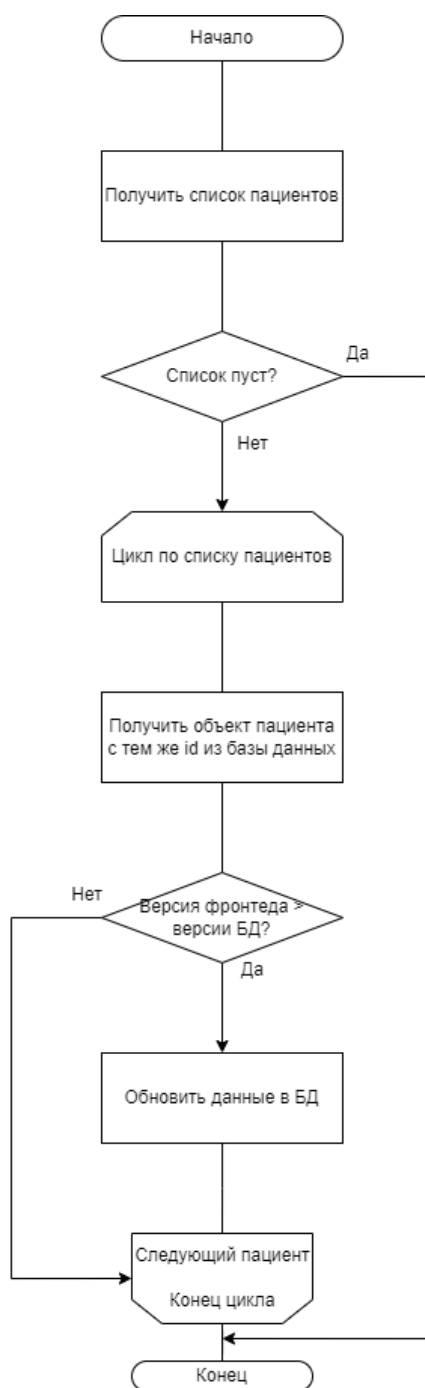 Начало
Получить список пациентов
Список пуст?
Да
Нет
Цикл по списку пациентов
Получить объект пациента
с тем же id из базы данных
Нет
Версия фронтеда >
версии БД?
Да
Обновить данные в БД
Следующий пациент
Конец цикла
Конец